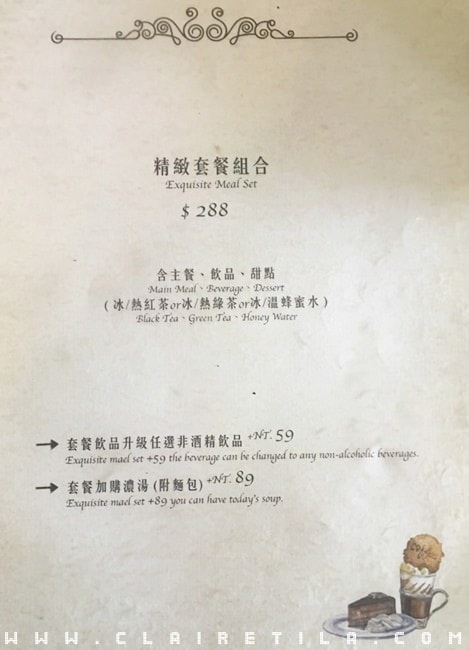 精緻套餐組合
Exquisite Meal Set
$ 288
含主餐、飲品、甜點
Main Meal、Beverage、Dessert
( 冰/熱紅茶or冰/熱綠茶or冰/溫蜂蜜水 )
Black Tea、Green Tea、Honey Water
套餐飲品升級任選非酒精飲品 +NT. 59
Exquisite mael set +59 the beverage can be changed to any non-alcoholic beverages.
套餐加購濃湯 (附麵包) +NT. 89
Exquisite mael set +89 you can have today's soup.
WWW.CLAIRETILA.COM